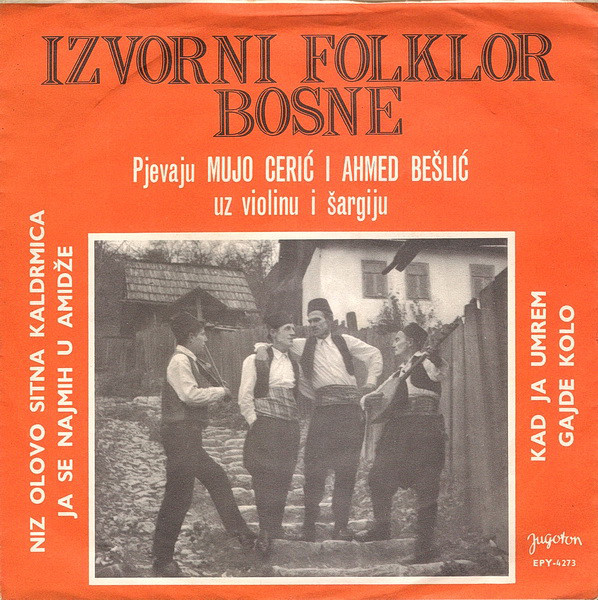 IZVORNI FOLKLOR
BOSNE
Pjevaju MUJO CERIĆ I AHMED BEŠLIĆ
uz violinu i šargiju
NIZ OLOVO SITNA KALDRMICA
JA SE NAJMIH U AMIDŽE
KAD JA UMREM
GAJDE KOLO
Jugoton
EPY-4273